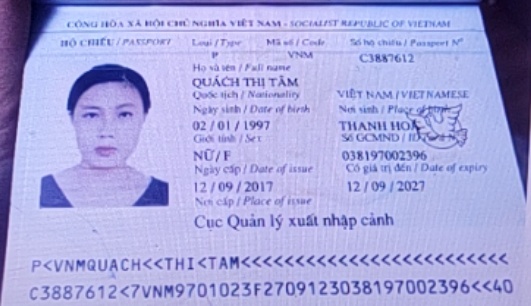 CỘNG HÒA XÃ HỘI CHỦ NGHĨA VIỆT NAM - SOCIALIST REPUBLIC OF VIETNAM
HỘ CHIẾU / PASSPORT Loại / Type Mã số / Code Số hộ chiếu / Passport Nº
P VNM C3887612
Họ và tên / Full name
QUÁCH THỊ TÂM
Quốc tịch / Nationality VIỆT NAM / VIETNAMESE
Ngày sinh / Date of birth Nơi sinh / Place of birth
02 / 01 / 1997 THANH HOÁ
Giới tính / Sex Số GCMND / ID
NỮ / F 038197002396
Ngày cấp / Date of issue Có giá trị đến / Date of expiry
12 / 09 / 2017 12 / 09 / 2027
Nơi cấp / Place of issue
Cục Quản lý xuất nhập cảnh
P<VNMQUACH<<THI<TAM<<<<<<<<<<<<<<<<<<<<<<<<<
C3887612<7VNM9701023F2709123038197002396<<40